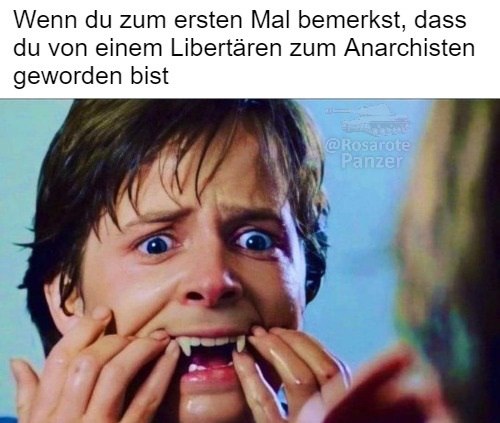 Wenn du zum ersten Mal bemerkst, dass
du von einem Libertären zum Anarchisten
geworden bist
@Rosarote
Panzer